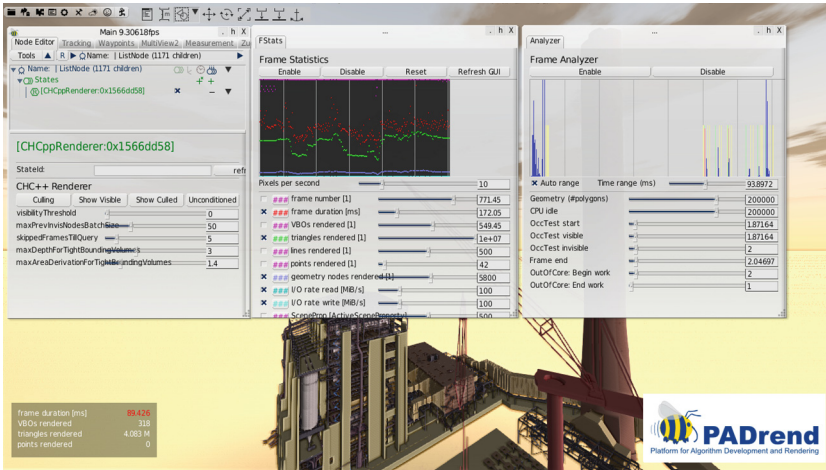 Main 9.30618fps
. h X
Node Editor Tracking Waypoints MultiView2 Measurement Zu
Tools ▲ R ▶ Name: | ListNode (1171 children)
Name: | ListNode (1171 children)
States
[CHCppRenderer:0x1566dd58]
[CHCppRenderer:0x1566dd58]
StateId:
refr
CHC++ Renderer
Culling Show Visible Show Culled Unconditioned
visibilityThreshold 0
maxPrevInvisNodesBatchSize 50
skippedFramesTillQuery 5
maxDepthForTightBoundingVolumes 3
maxAreaDerivationForTightBoundingVolumes 1.4
... . h X
FStats
Frame Statistics
Enable Disable Reset Refresh GUI
Pixels per second 10
### frame number [1] 771.45
### frame duration [ms] 172.05
### VBOs rendered [1] 549.45
### triangles rendered [1] 1e+07
### lines rendered [1] 500
### points rendered [1] 42
### geometry nodes rendered [1] 5800
### I/O rate read [MiB/s] 100
### I/O rate write [MiB/s] 100
### SceneProp [ActiveSceneProperty] 500
... . h X
Analyzer
Frame Analyzer
Enable Disable
Auto range Time range (ms) 93.8972
Geometry (#polygons) 200000
CPU idle 200000
OccTest start 1.87164
OccTest visible 1.87164
OccTest invisible 2
Frame end 2.04697
OutOfCore: Begin work 2
OutOfCore: End work 1
frame duration [ms] 89.426
VBOs rendered 318
triangles rendered 4.083 M
points rendered 0
PADrend
Platform for Algorithm Development and Rendering